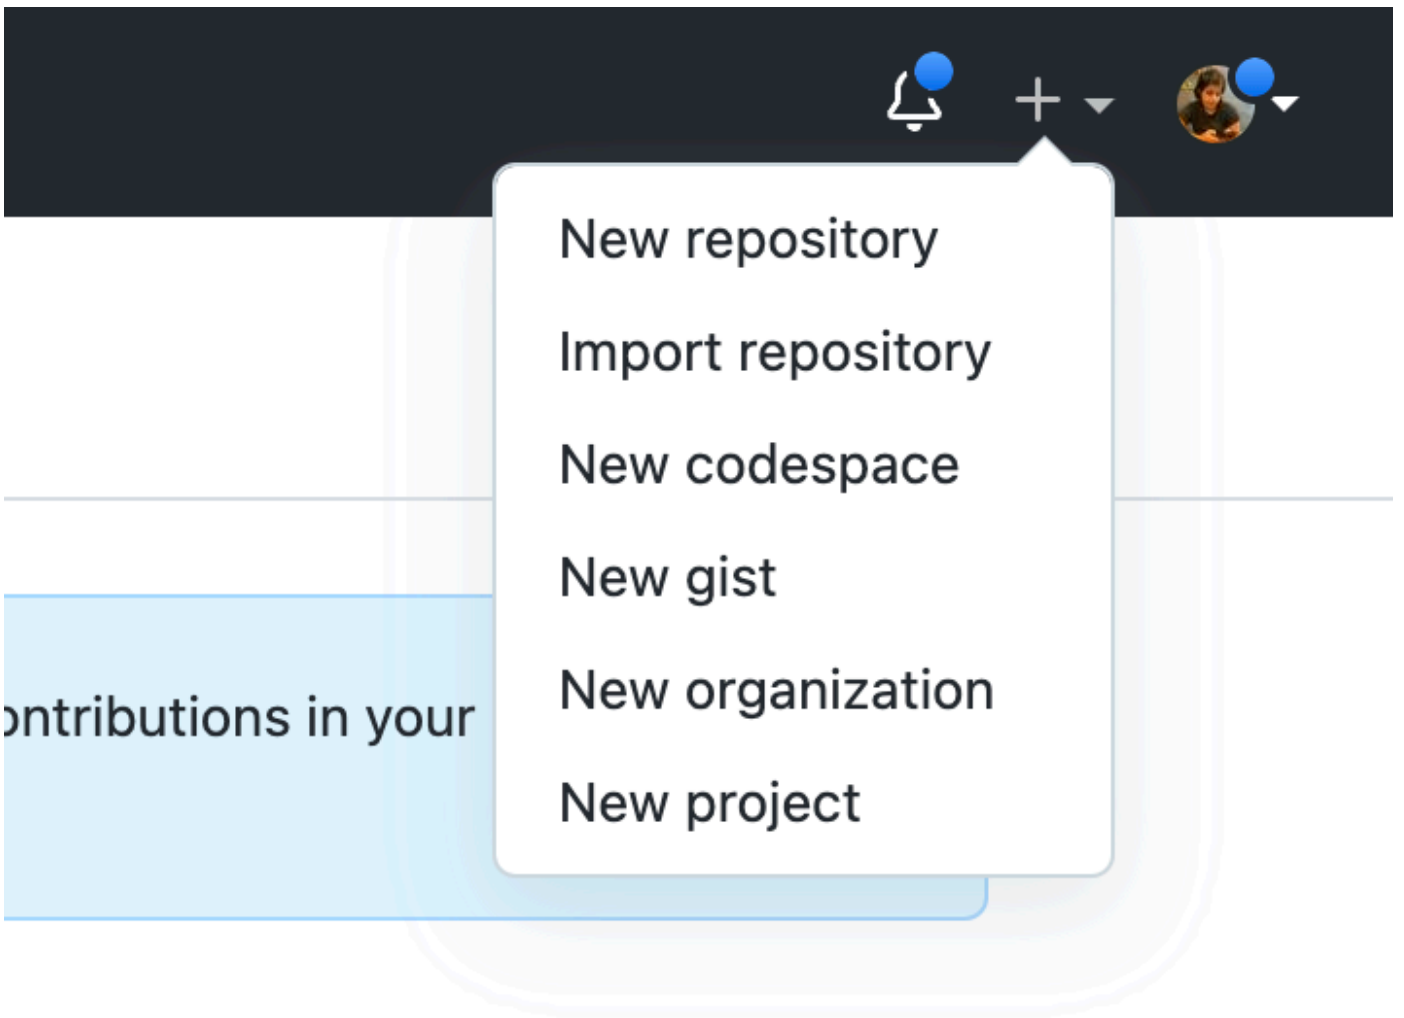 New repository
Import repository
New codespace
New gist
New organization
ontributions in your
New project